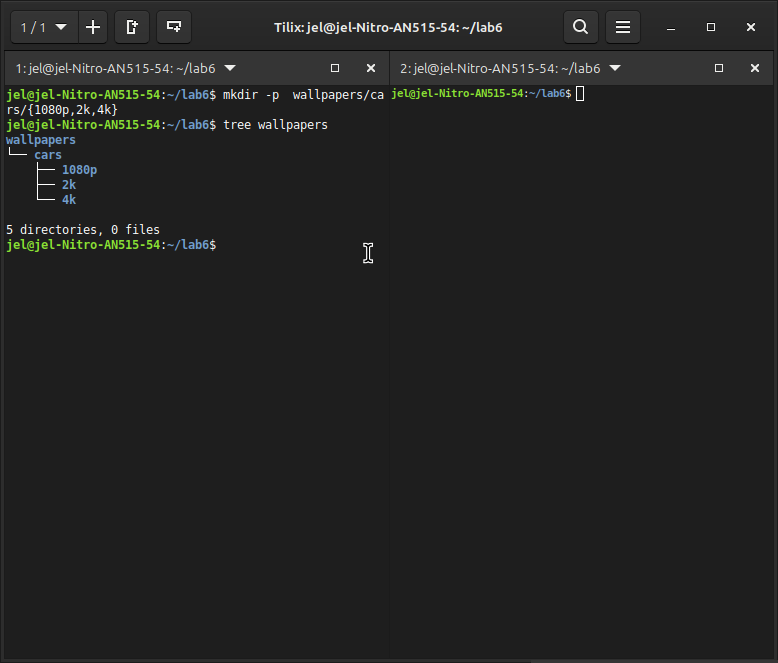 1 / 1
Tilix: jel@jel-Nitro-AN515-54: ~/lab6
1: jel@jel-Nitro-AN515-54: ~/lab6
jel@jel-Nitro-AN515-54:~/lab6$ mkdir -p  wallpapers/ca
rs/{1080p,2k,4k}
jel@jel-Nitro-AN515-54:~/lab6$ tree wallpapers
wallpapers
└── cars
    ├── 1080p
    ├── 2k
    └── 4k
5 directories, 0 files
jel@jel-Nitro-AN515-54:~/lab6$
2: jel@jel-Nitro-AN515-54: ~/lab6
jel@jel-Nitro-AN515-54:~/lab6$